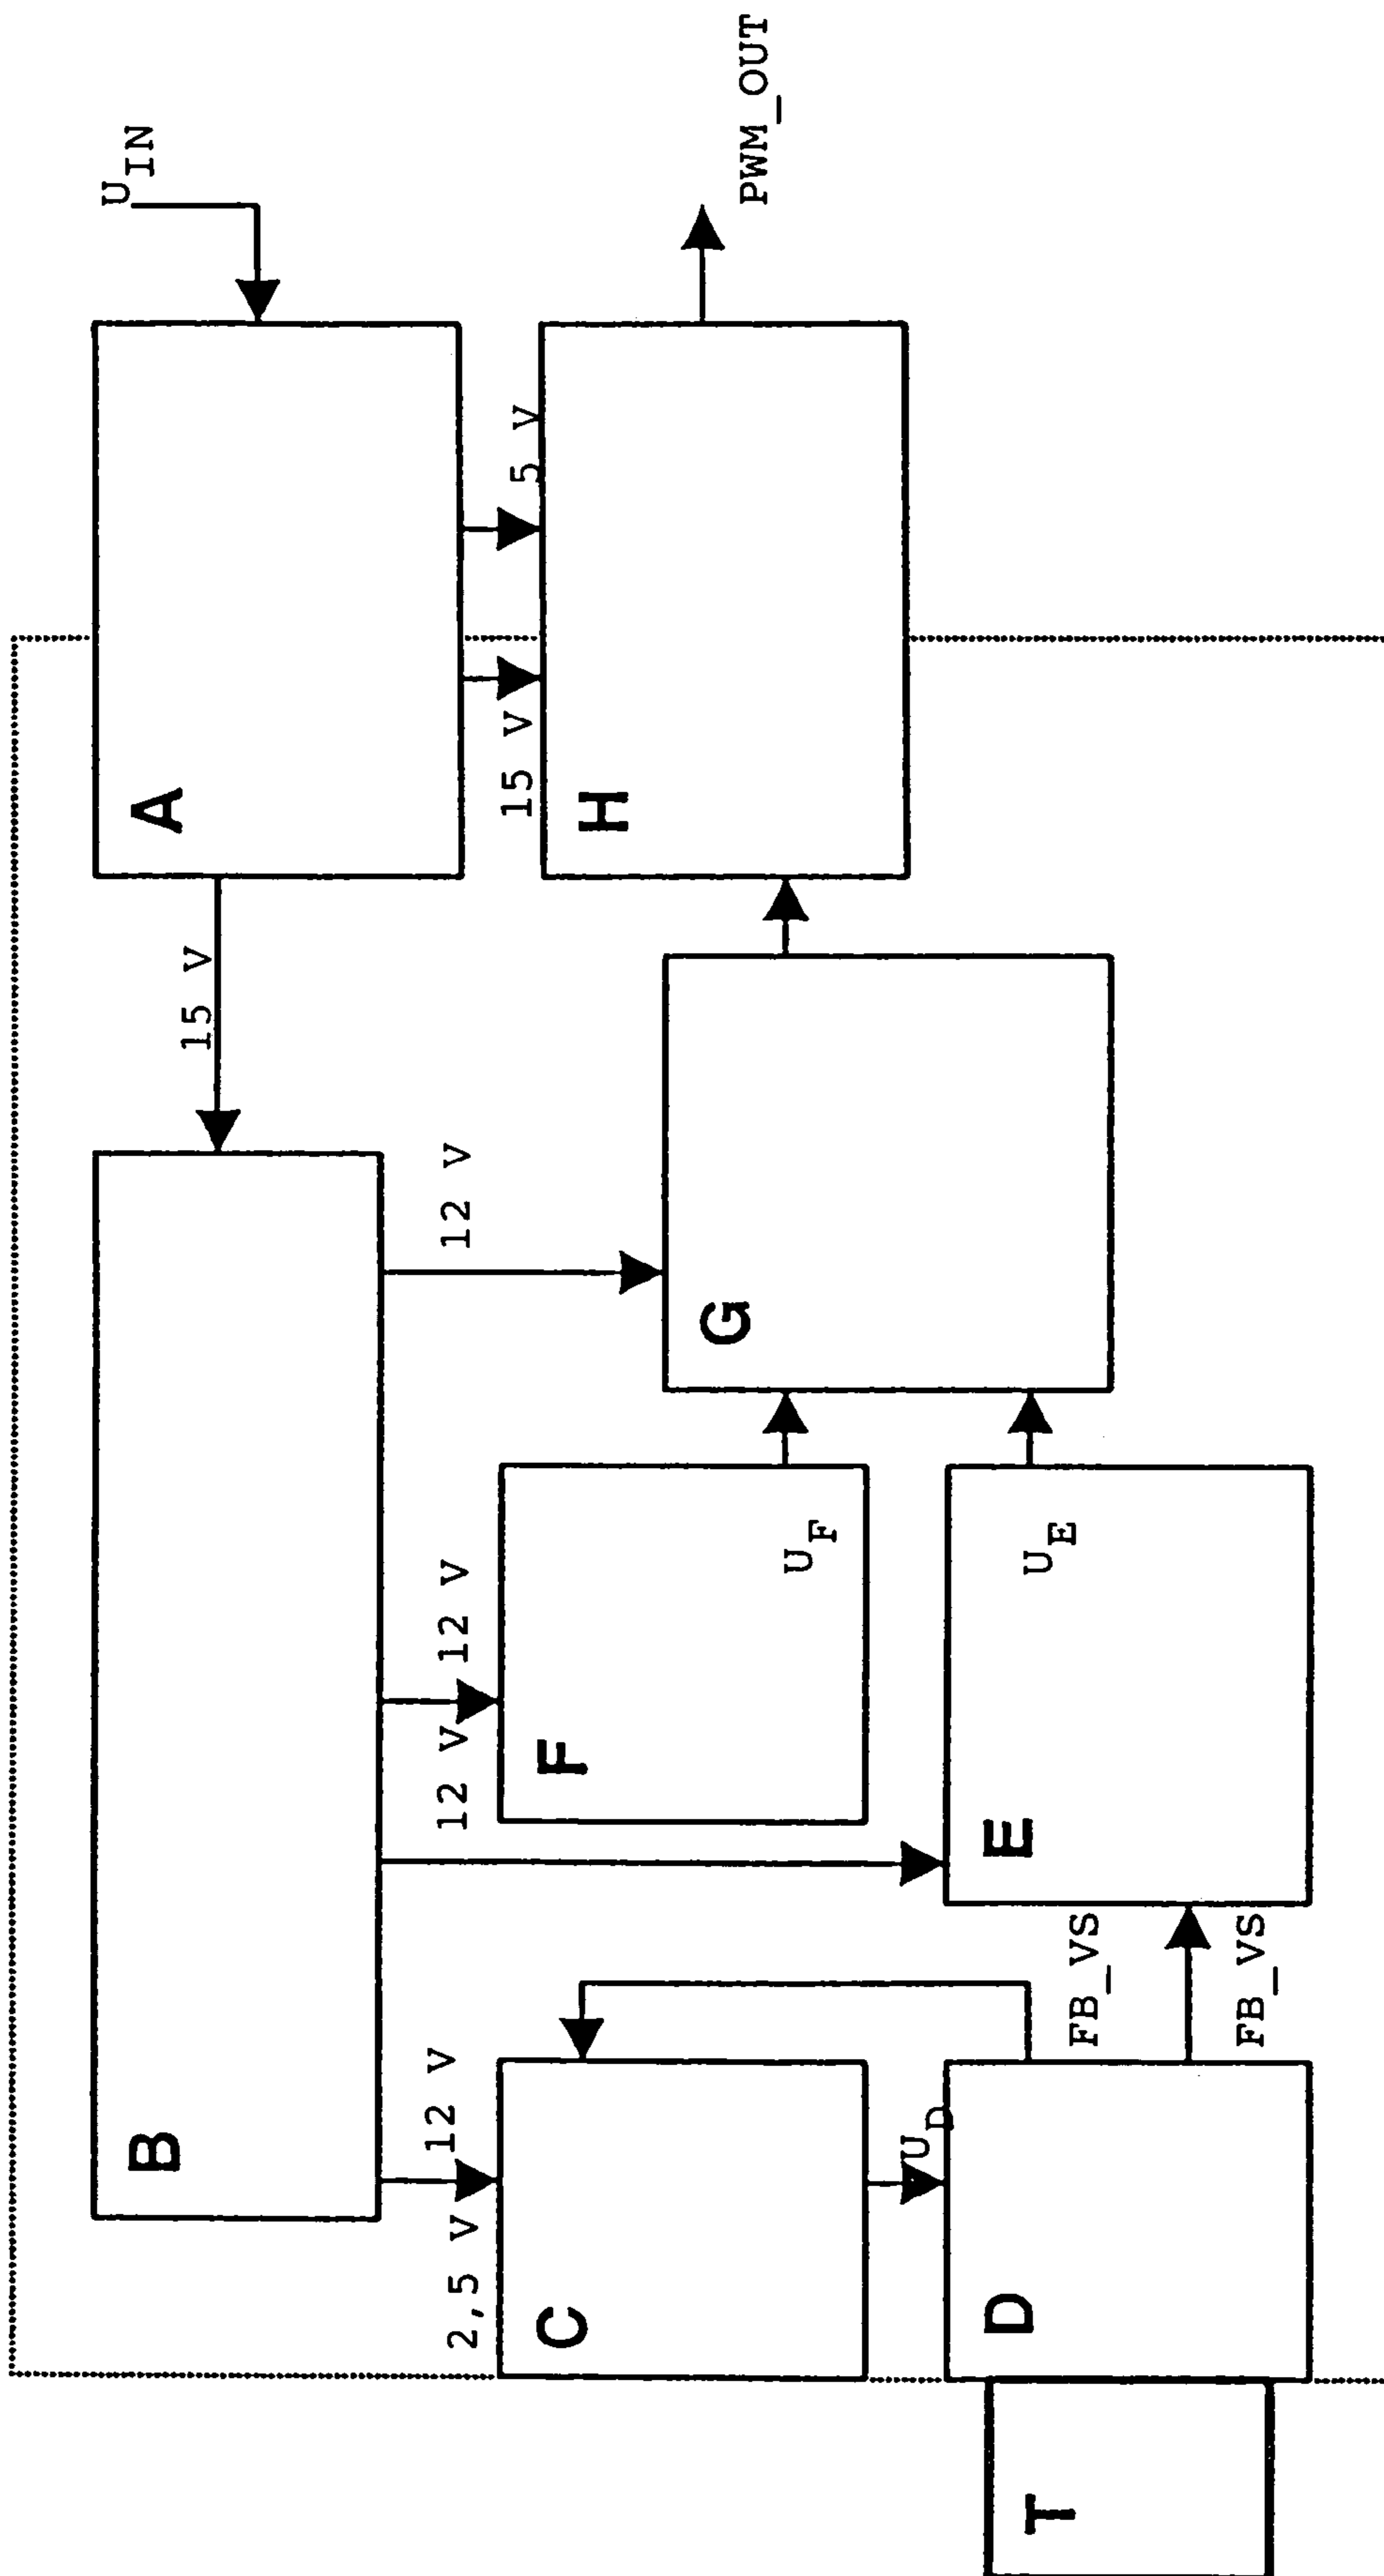 B
A
U_IN
15 V
2,5 V
12 V
12 V
12 V
12 V
15 V
5 V
C
F
H
G
PWM_OUT
U_F
U_D
D
E
U_E
T
FB_VS
FB_VS